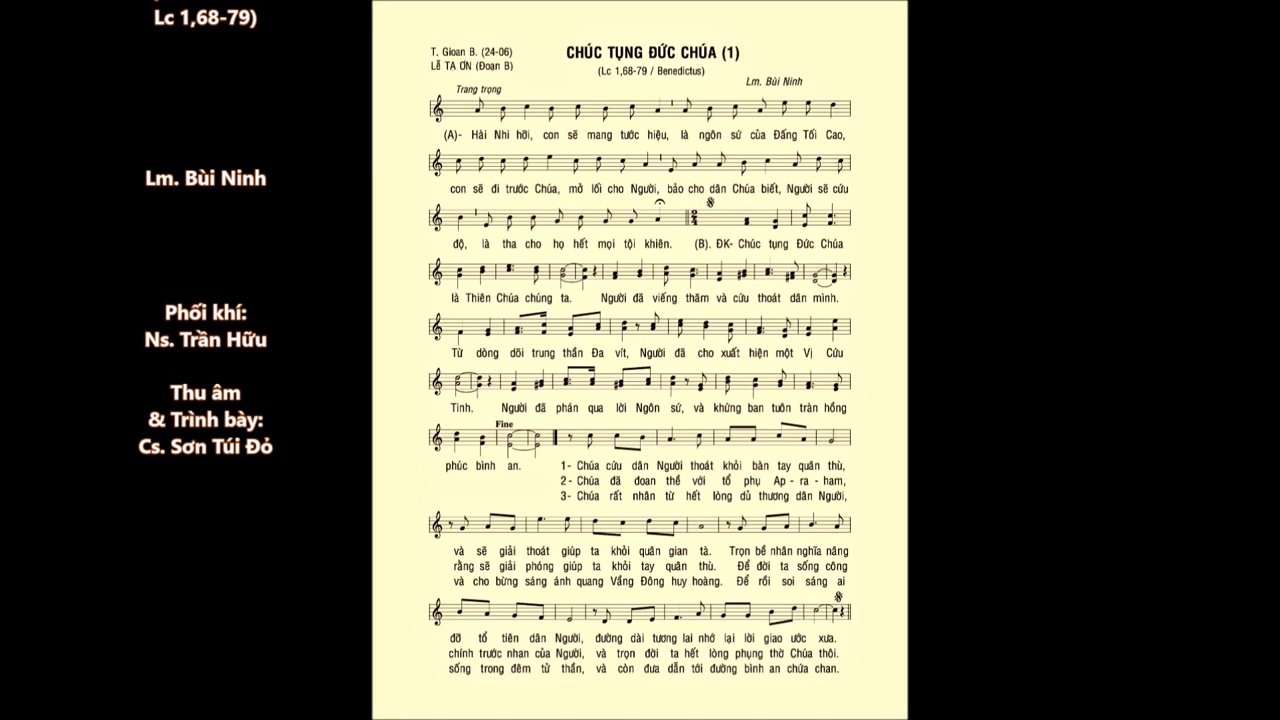 Lc 1,68-79)
Lm. Bùi Ninh
Phối khí:
Ns. Trần Hữu
Thu âm
& Trình bày:
Cs. Sơn Túi Đỏ
T. Gioan B. (24-06)
LỄ TẠ ƠN (Đoạn B)
CHÚC TỤNG ĐỨC CHÚA (1)
(Lc 1,68-79 / Benedictus)
Lm. Bùi Ninh
Trang trọng
(A)- Hài Nhi hỡi, con sẽ mang tước hiệu, là ngôn sứ của Đấng Tối Cao,
con sẽ đi trước Chúa, mở lối cho Người, bảo cho dân Chúa biết, Người sẽ cứu
độ, là tha cho họ hết mọi tội khiên. (B). ĐK- Chúc tụng Đức Chúa
là Thiên Chúa chúng ta. Người đã viếng thăm và cứu thoát dân mình.
Từ dòng dõi trung thần Đa vít, Người đã cho xuất hiện một Vị Cứu
Tinh. Người đã phán qua lời Ngôn sứ, và khứng ban tuôn tràn hồng
Fine
phúc bình an. 1- Chúa cứu dân Người thoát khỏi bàn tay quân thù,
2- Chúa đã đoan thề với tổ phụ Ap - ra - ham,
3- Chúa rất nhân từ hết lòng dủ thương dân Người,
và sẽ giải thoát giúp ta khỏi quân gian tà. Trọn bề nhân nghĩa nâng
rằng sẽ giải phóng giúp ta khỏi tay quân thù. Để đời ta sống công
và cho bừng sáng ánh quang Vầng Đông huy hoàng. Để rồi soi sáng ai
đỡ tổ tiên dân Người, đường dài tương lai nhớ lại lời giao ước xưa.
chính trước nhan của Người, và trọn đời ta hết lòng phụng thờ Chúa thôi.
sống trong đêm tử thần, và còn đưa dẫn tới đường bình an chứa chan.